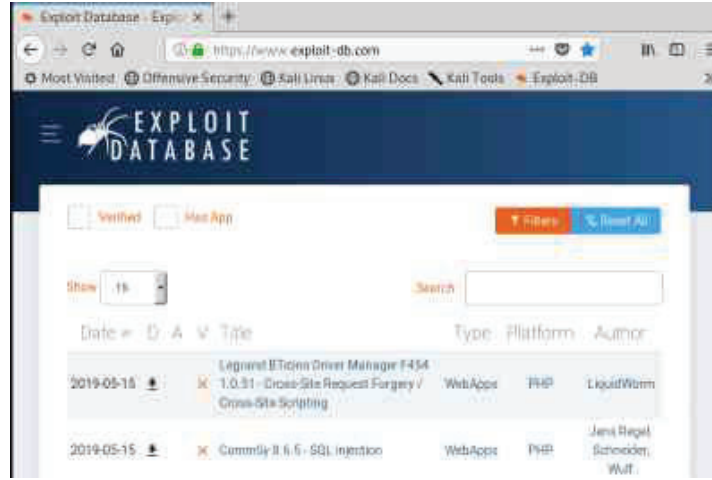 Exploit Database - Explo
https://www.exploit-db.com
Most Visited Offensive Security Kali Linux Kali Docs Kali Tools Exploit-DB
EXPLOIT
DATABASE
Verified Has App
Filters Reset All
Show 15
Search
Date D A V Title Type Platform Author
Legrand BTicino Driver Manager F454
2019-05-15 1.0.51 - Cross-Site Request Forgery / WebApps PHP LiquidWorm
Cross-Site Scripting
2019-05-15 CommSy 8.6.5 - SQL injection WebApps PHP Jens Regel,
Schneider,
Wulf